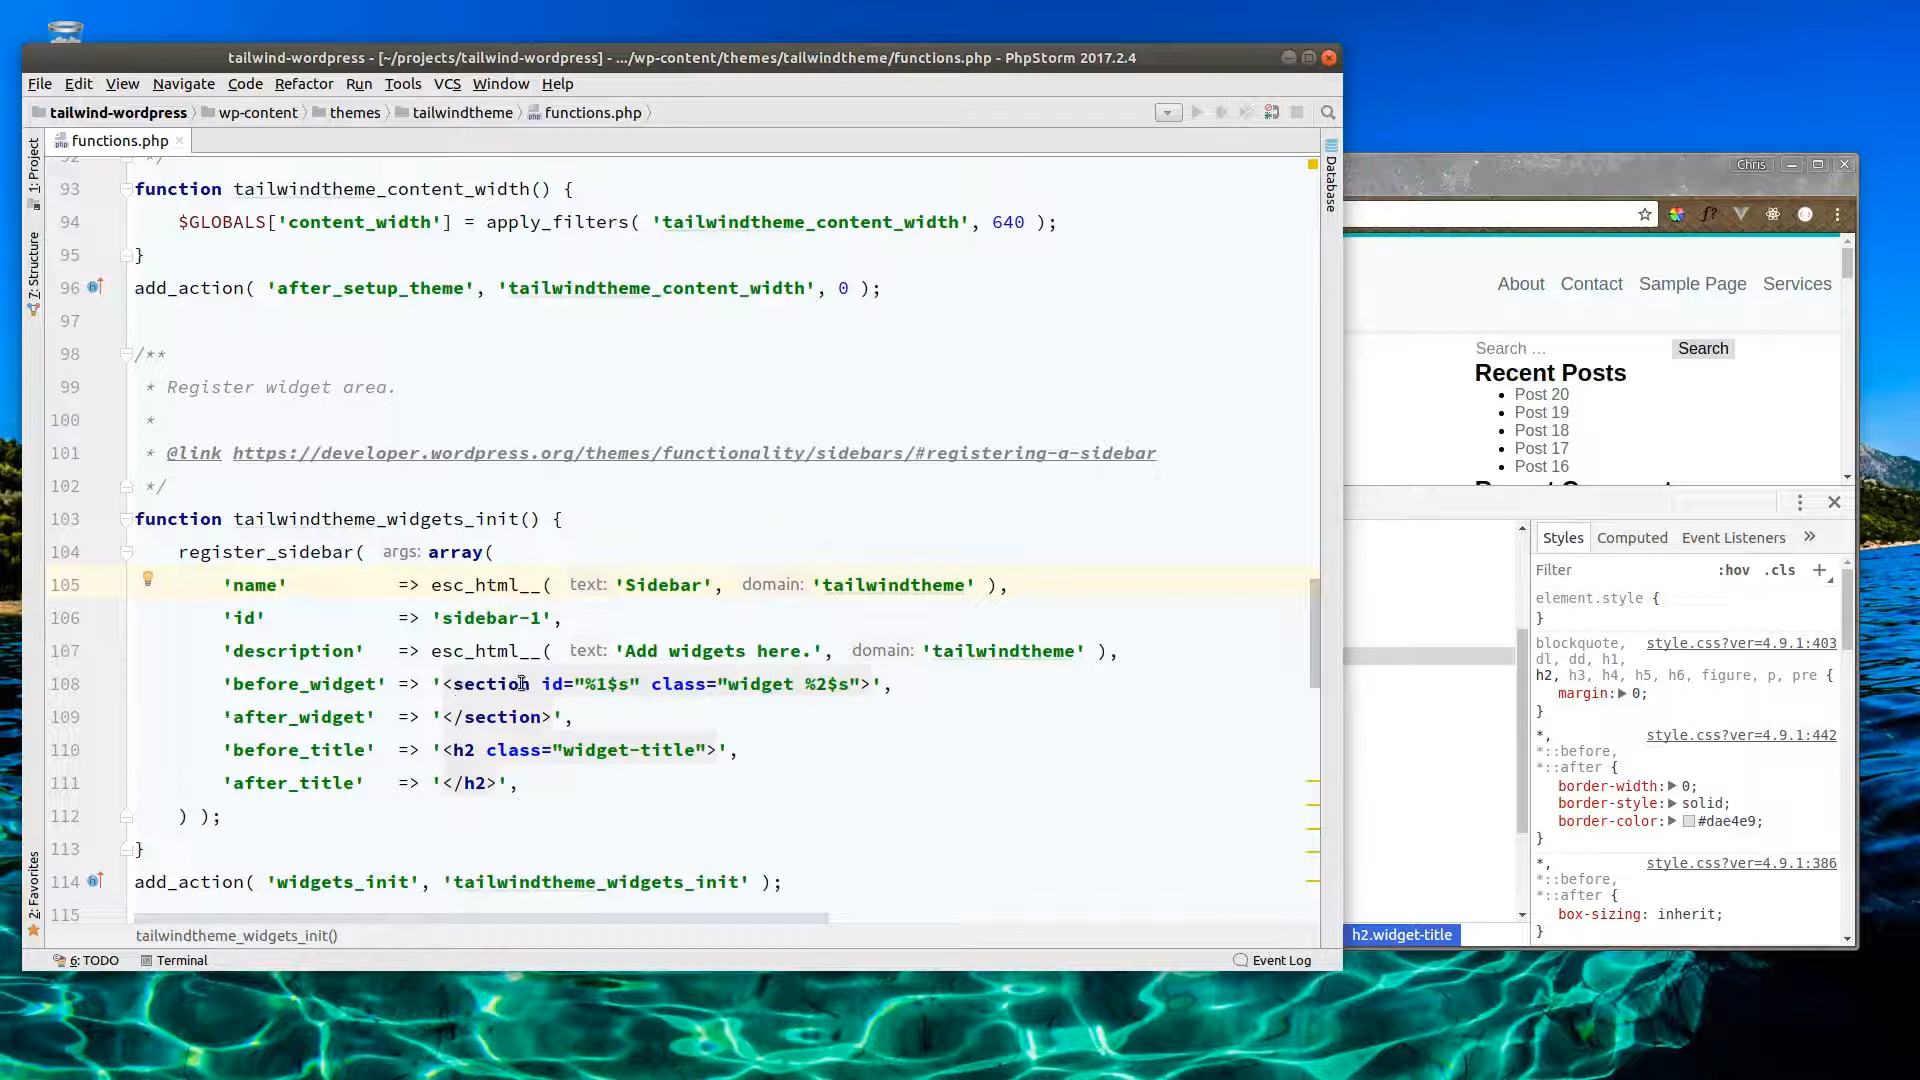 tailwind-wordpress - [~/projects/tailwind-wordpress] - .../wp-content/themes/tailwindtheme/functions.php - PhpStorm 2017.2.4
File Edit View Navigate Code Refactor Run Tools VCS Window Help
tailwind-wordpress wp-content themes tailwindtheme functions.php
functions.php
1: Project
7: Structure
2: Favorites
92 */
93 function tailwindtheme_content_width() {
94 $GLOBALS['content_width'] = apply_filters( 'tailwindtheme_content_width', 640 );
95 }
96 add_action( 'after_setup_theme', 'tailwindtheme_content_width', 0 );
97
98 /**
99 * Register widget area.
100 *
101 * @link https://developer.wordpress.org/themes/functionality/sidebars/#registering-a-sidebar
102 */
103 function tailwindtheme_widgets_init() {
104 register_sidebar( args: array(
105 'name' => esc_html__( text: 'Sidebar', domain: 'tailwindtheme' ),
106 'id' => 'sidebar-1',
107 'description' => esc_html__( text: 'Add widgets here.', domain: 'tailwindtheme' ),
108 'before_widget' => '<section id="%1$s" class="widget %2$s">',
109 'after_widget' => '</section>',
110 'before_title' => '<h2 class="widget-title">',
111 'after_title' => '</h2>',
112 ) );
113 }
114 add_action( 'widgets_init', 'tailwindtheme_widgets_init' );
115
tailwindtheme_widgets_init()
6: TODO Terminal Event Log
Database
Chris
f?
About Contact Sample Page Services
Search … Search
Recent Posts
Post 20
Post 19
Post 18
Post 17
Post 16
Styles Computed Event Listeners »
Filter :hov .cls +
element.style {
}
blockquote, style.css?ver=4.9.1:403
dl, dd, h1,
h2, h3, h4, h5, h6, figure, p, pre {
margin: 0;
}
*, style.css?ver=4.9.1:442
*::before,
*::after {
border-width: 0;
border-style: solid;
border-color: #dae4e9;
}
*, style.css?ver=4.9.1:386
*::before,
*::after {
box-sizing: inherit;
}
h2.widget-title